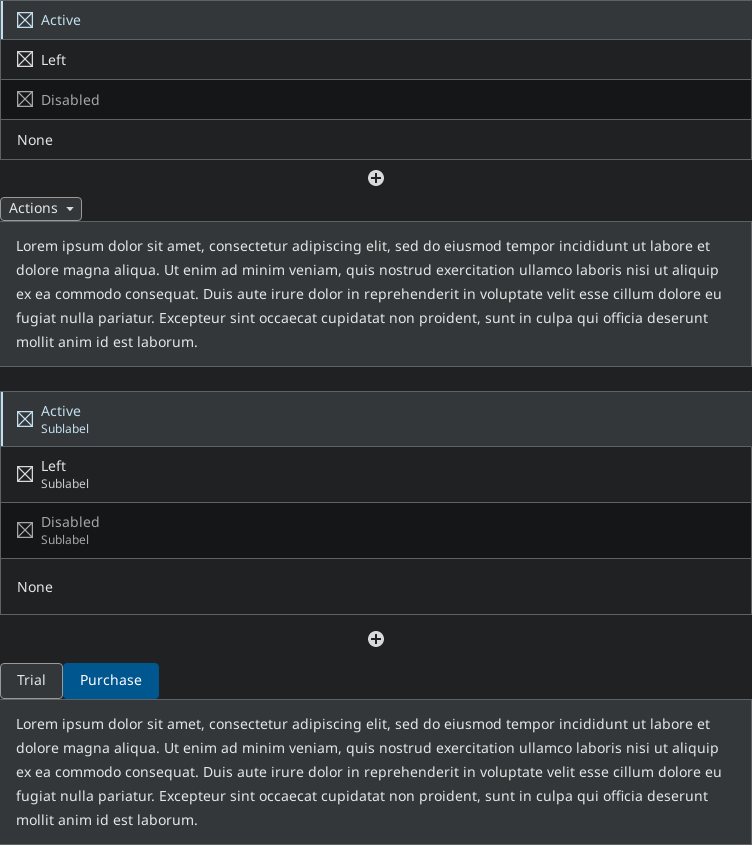 Active
Left
Disabled
None
Actions
Lorem ipsum dolor sit amet, consectetur adipiscing elit, sed do eiusmod tempor incididunt ut labore et
dolore magna aliqua. Ut enim ad minim veniam, quis nostrud exercitation ullamco laboris nisi ut aliquip
ex ea commodo consequat. Duis aute irure dolor in reprehenderit in voluptate velit esse cillum dolore eu
fugiat nulla pariatur. Excepteur sint occaecat cupidatat non proident, sunt in culpa qui officia deserunt
mollit anim id est laborum.
Active
Sublabel
Left
Sublabel
Disabled
Sublabel
None
Trial Purchase
Lorem ipsum dolor sit amet, consectetur adipiscing elit, sed do eiusmod tempor incididunt ut labore et
dolore magna aliqua. Ut enim ad minim veniam, quis nostrud exercitation ullamco laboris nisi ut aliquip
ex ea commodo consequat. Duis aute irure dolor in reprehenderit in voluptate velit esse cillum dolore eu
fugiat nulla pariatur. Excepteur sint occaecat cupidatat non proident, sunt in culpa qui officia deserunt
mollit anim id est laborum.